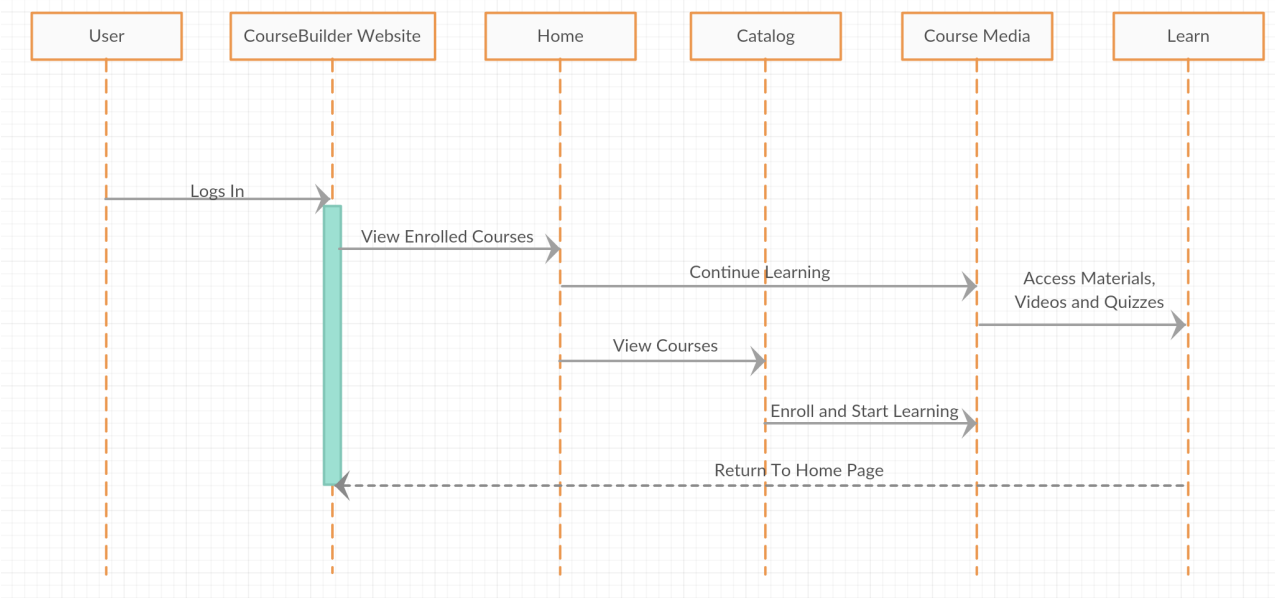 User
CourseBuilder Website
Home
Catalog
Course Media
Learn
Logs In
View Enrolled Courses
Continue Learning
Access Materials,
Videos and Quizzes
View Courses
Enroll and Start Learning
Return To Home Page